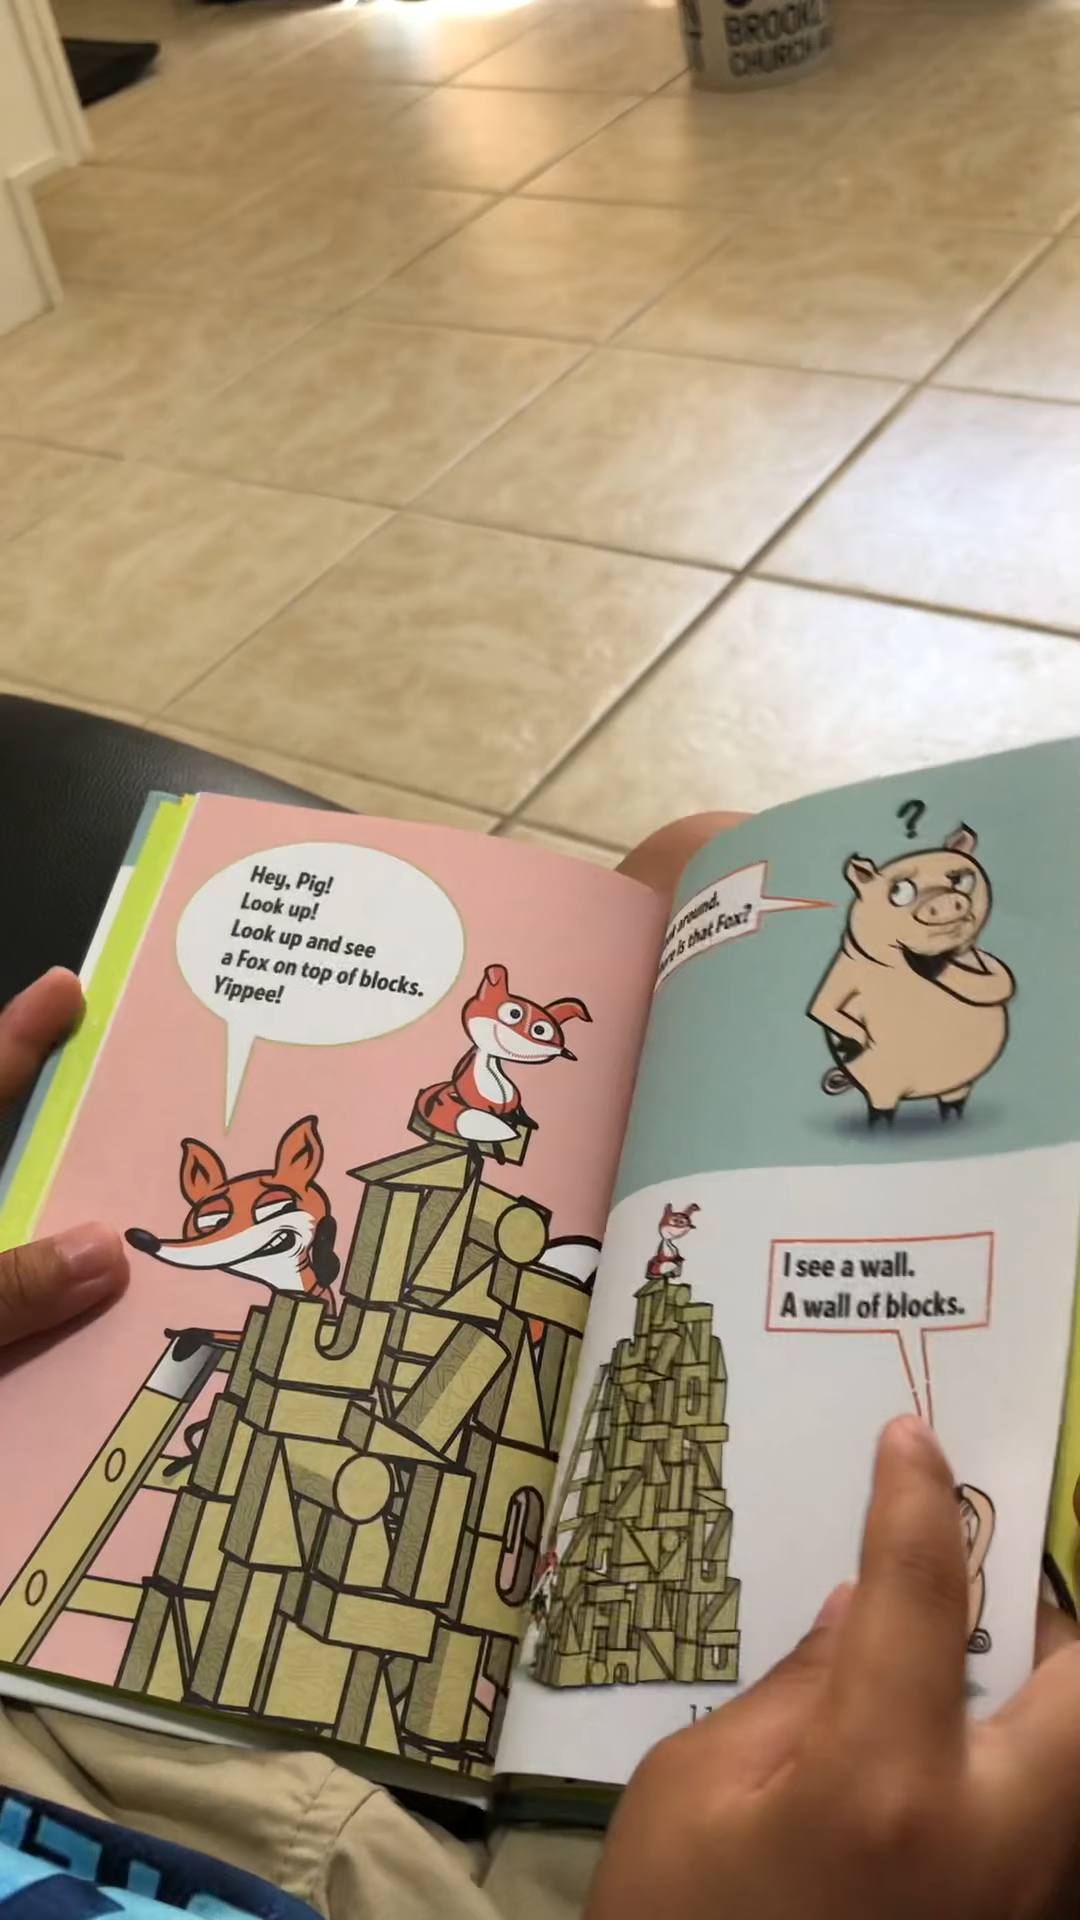 BROOKL
CHURCH
Hey, Pig!
Look up!
Look up and see
a Fox on top of blocks.
Yippee!
around.
is that Fox?
?
I see a wall.
A wall of blocks.